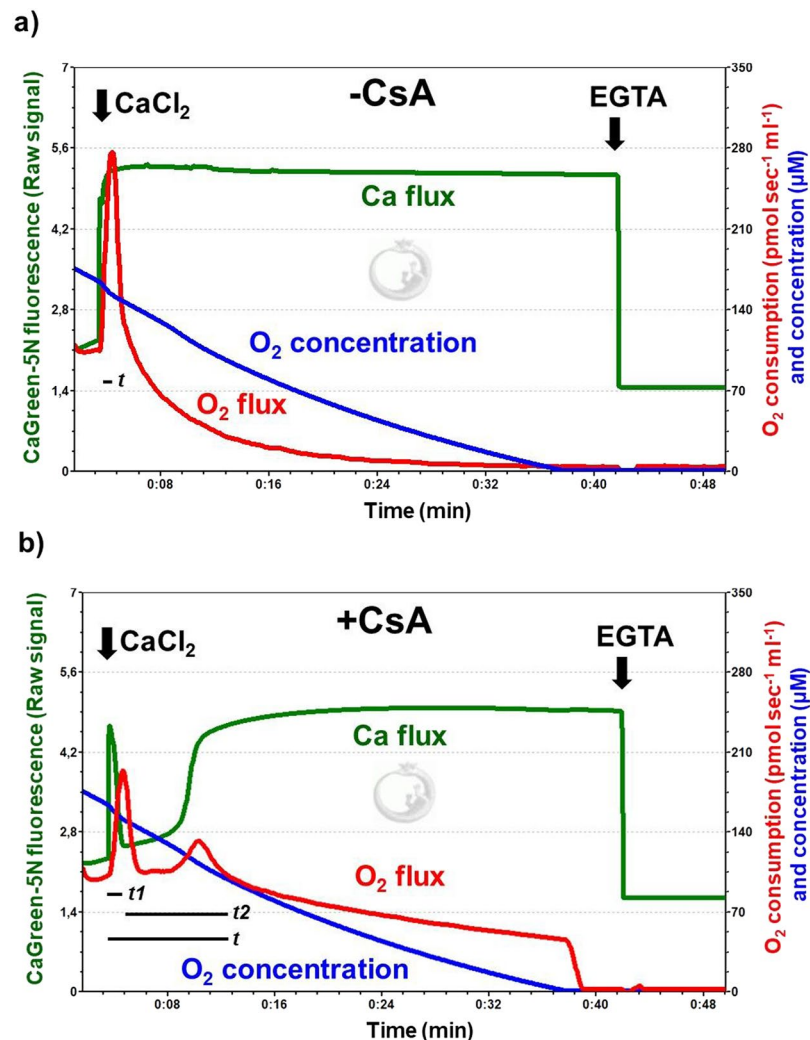 a)
CaGreen-5N fluorescence (Raw signal)
7
5,6
4,2
2,8
1,4
0
CaCl₂
-CsA
EGTA
Ca flux
O₂ concentration
t
O₂ flux
350
280
210
140
70
0
O₂ consumption (pmol sec⁻¹ ml⁻¹)
and concentration (µM)
0:08 0:16 0:24 0:32 0:40 0:48
Time (min)
b)
CaGreen-5N fluorescence (Raw signal)
7
5,6
4,2
2,8
1,4
0
CaCl₂
+CsA
EGTA
Ca flux
O₂ flux
t1
t2
t
O₂ concentration
350
280
210
140
70
0
O₂ consumption (pmol sec⁻¹ ml⁻¹)
and concentration (µM)
0:08 0:16 0:24 0:32 0:40 0:48
Time (min)